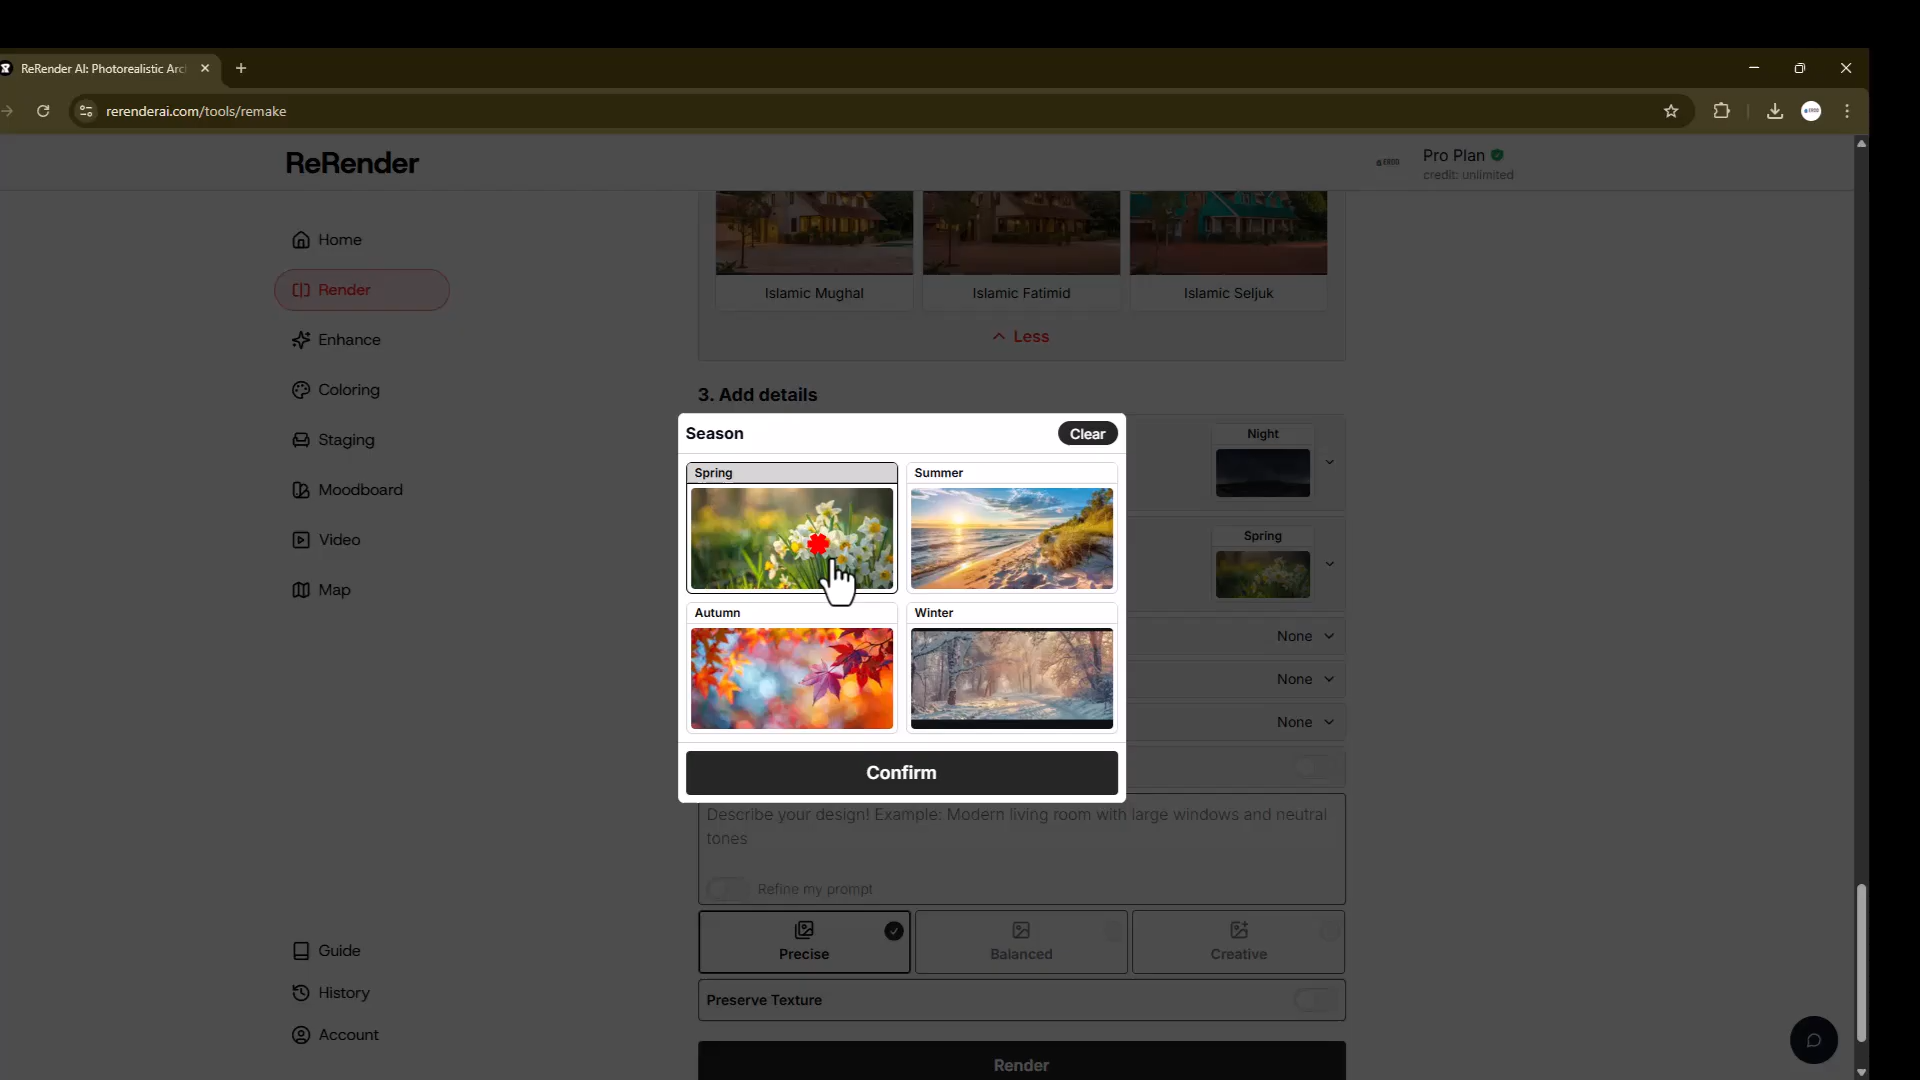 ReRender AI: Photorealistic Arc
rerenderai.com/tools/remake
ReRender
Pro Plan
credit: unlimited
Home
Render
Enhance
Coloring
Staging
Moodboard
Video
Map
Guide
History
Account
Islamic Mughal
Islamic Fatimid
Islamic Seljuk
Less
3. Add details
Night
Spring
None
None
None
Season
Clear
Spring
Summer
Autumn
Winter
Confirm
Describe your design! Example: Modern living room with large windows and neutral
tones
Refine my prompt
Precise
Balanced
Creative
Preserve Texture
Render